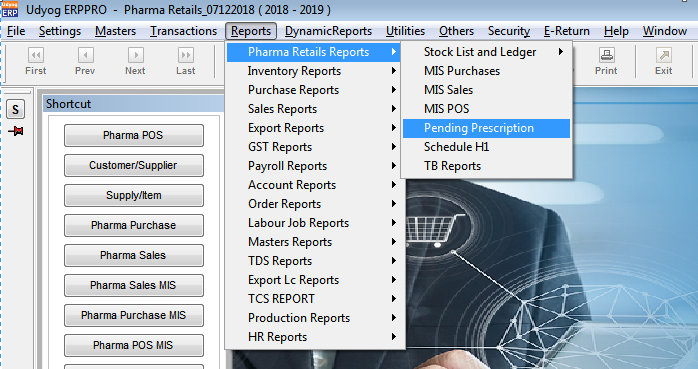 Udyog ERP
Udyog ERPPRO - Pharma Retails_07122018 ( 2018 - 2019 )
File Settings Masters Transactions Reports DynamicReports Utilities Others Security E-Return Help Window
First Prev Next Last Print Exit
S
Shortcut
Pharma POS
Customer/Supplier
Supply/Item
Pharma Purchase
Pharma Sales
Pharma Sales MIS
Pharma Purchase MIS
Pharma POS MIS
Pharma Retails Reports
Inventory Reports
Purchase Reports
Sales Reports
Export Reports
GST Reports
Payroll Reports
Account Reports
Order Reports
Labour Job Reports
Masters Reports
TDS Reports
Export Lc Reports
TCS REPORT
Production Reports
HR Reports
Stock List and Ledger
MIS Purchases
MIS Sales
MIS POS
Pending Prescription
Schedule H1
TB Reports